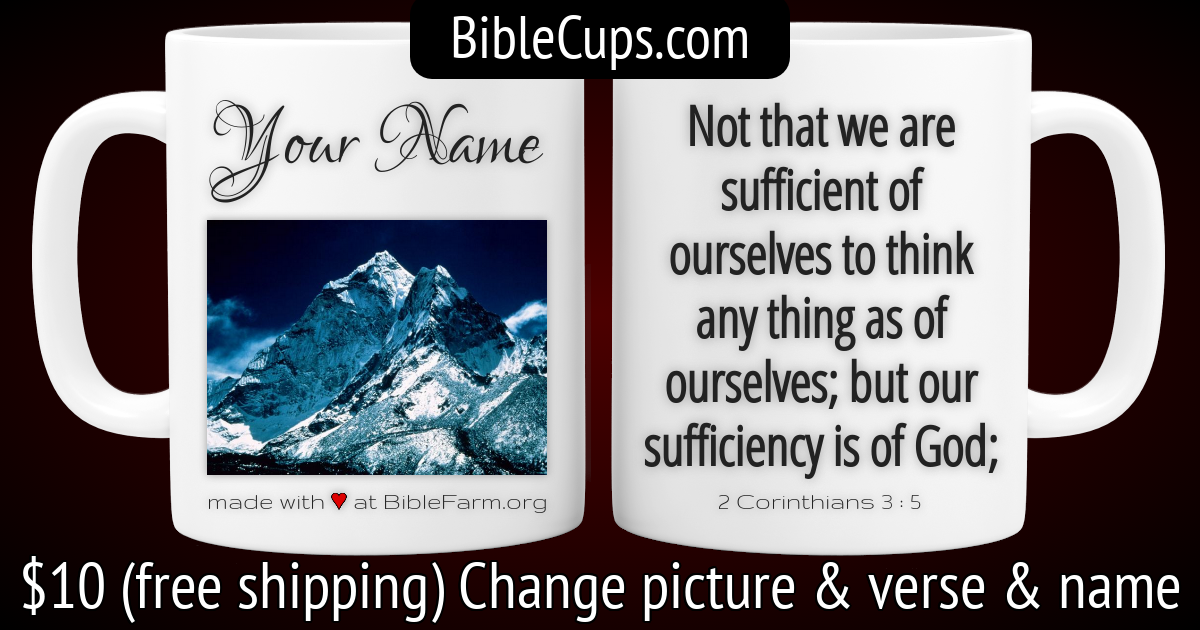 BibleCups.com
Your Name
made with ♥ at BibleFarm.org
Not that we are
sufficient of
ourselves to think
any thing as of
ourselves; but our
sufficiency is of God;
2 Corinthians 3 : 5
$10 (free shipping) Change picture & verse & name